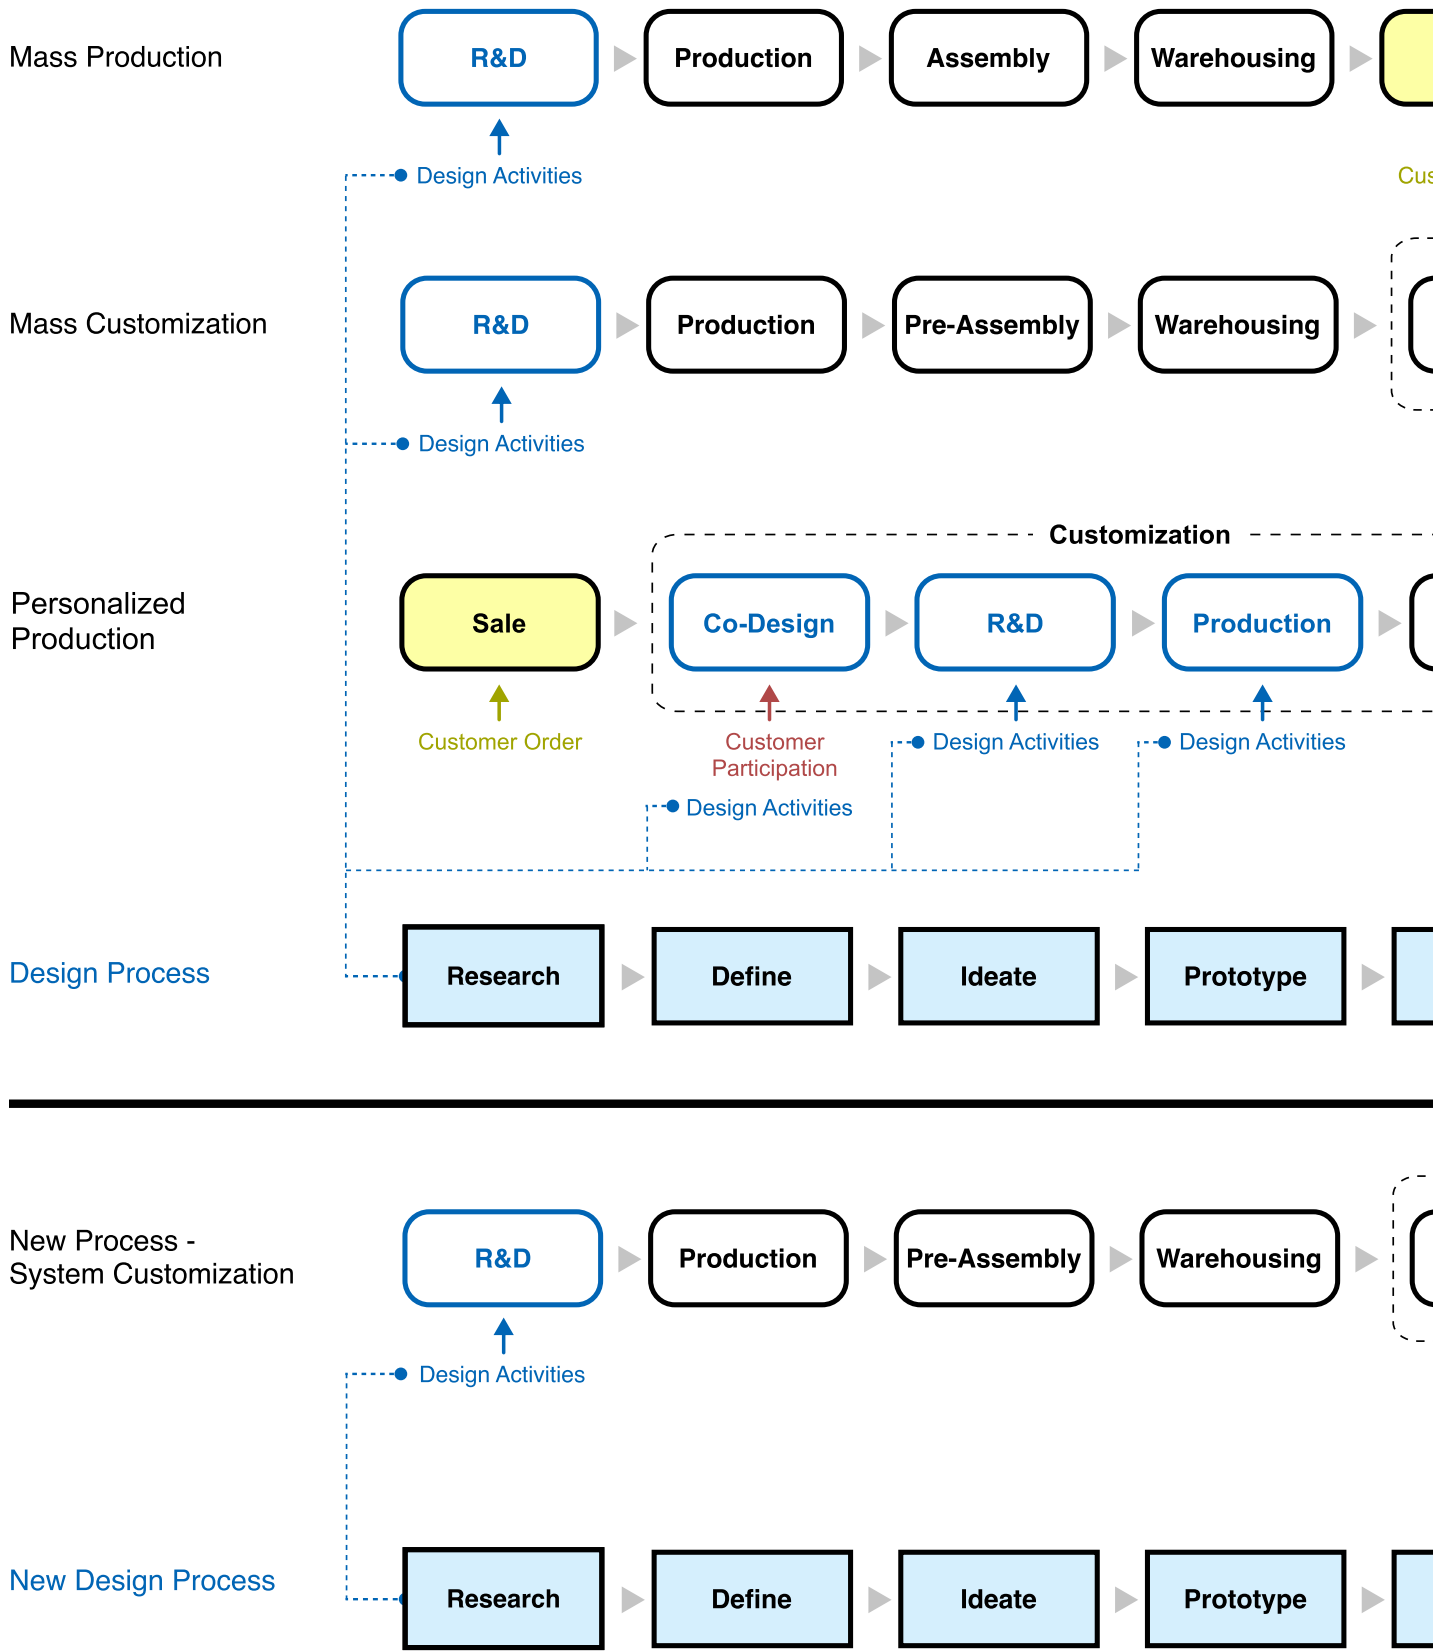 Mass Production
R&D
Production
Assembly
Warehousing
Design Activities
Cus
Mass Customization
R&D
Production
Pre-Assembly
Warehousing
Design Activities
Customization
Personalized
Production
Sale
Co-Design
R&D
Production
Customer Order
Customer
Participation
Design Activities
Design Activities
Design Activities
Design Process
Research
Define
Ideate
Prototype
New Process -
System Customization
R&D
Production
Pre-Assembly
Warehousing
Design Activities
New Design Process
Research
Define
Ideate
Prototype